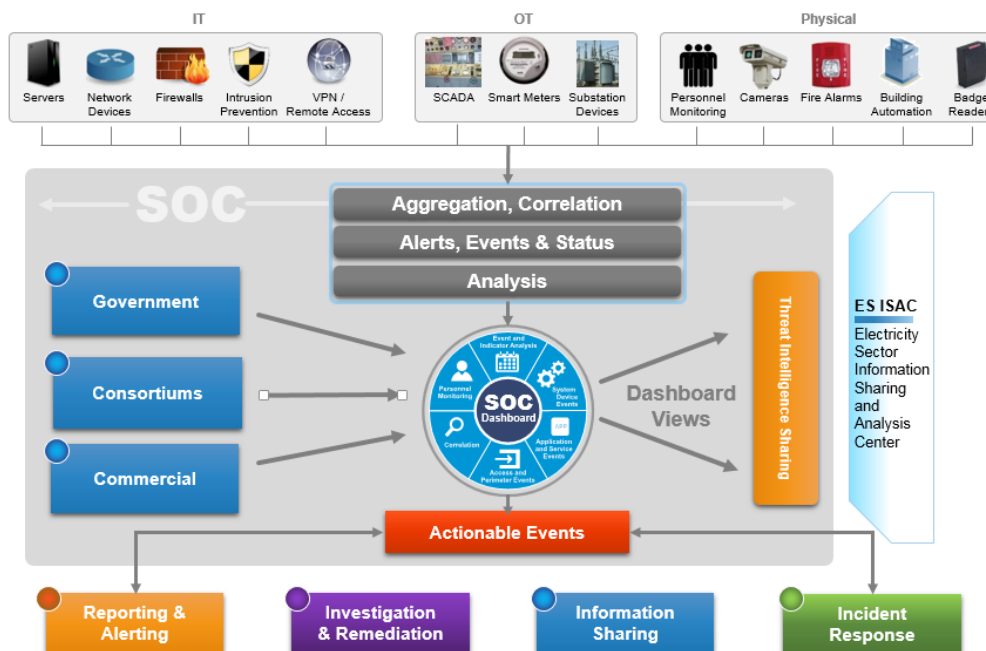 IT
OT
Physical
Servers
Network
Devices
Firewalls
Intrusion
Prevention
VPN /
Remote Access
SCADA
Smart Meters
Substation
Devices
Personnel
Monitoring
Cameras
Fire Alarms
Building
Automation
Badge
Reader
SOC
Aggregation, Correlation
Alerts, Events & Status
Analysis
Government
Consortiums
Commercial
Event and
Indicator Analysis
Personnel
Monitoring
System
Device
Events
SOC
Dashboard
Correlation
APP
Application
and Service
Events
Access and
Perimeter Events
Dashboard
Views
Threat Intelligence Sharing
ES ISAC
Electricity
Sector
Information
Sharing
and
Analysis
Center
Actionable Events
Reporting &
Alerting
Investigation
& Remediation
Information
Sharing
Incident
Response